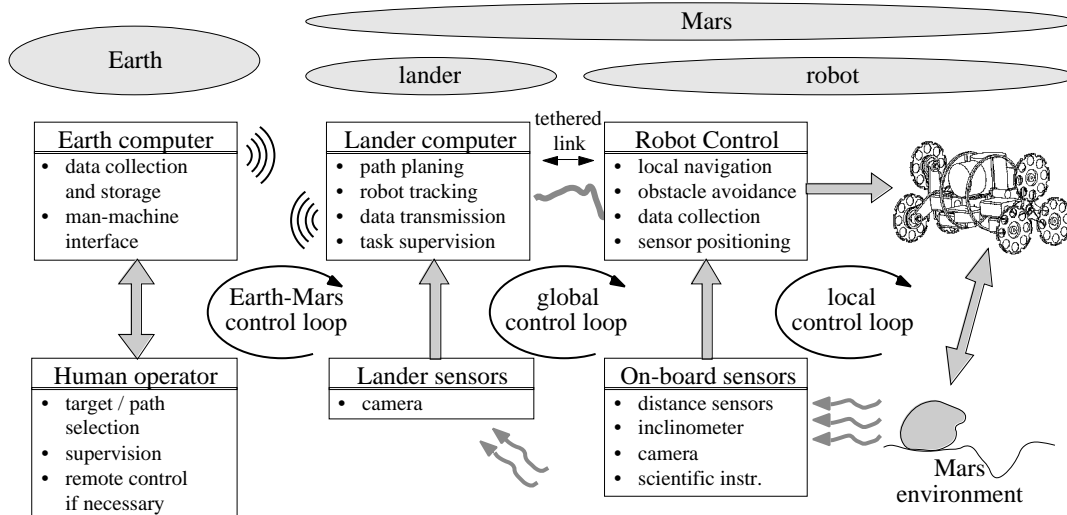 Mars
Earth
lander
robot
Earth computer
• data collection
and storage
• man-machine
interface
Lander computer
• path planing
• robot tracking
• data transmission
• task supervision
tethered
link
Robot Control
• local navigation
• obstacle avoidance
• data collection
• sensor positioning
Earth-Mars
control loop
global
control loop
local
control loop
Human operator
• target / path
selection
• supervision
• remote control
if necessary
Lander sensors
• camera
On-board sensors
• distance sensors
• inclinometer
• camera
• scientific instr.
Mars
environment